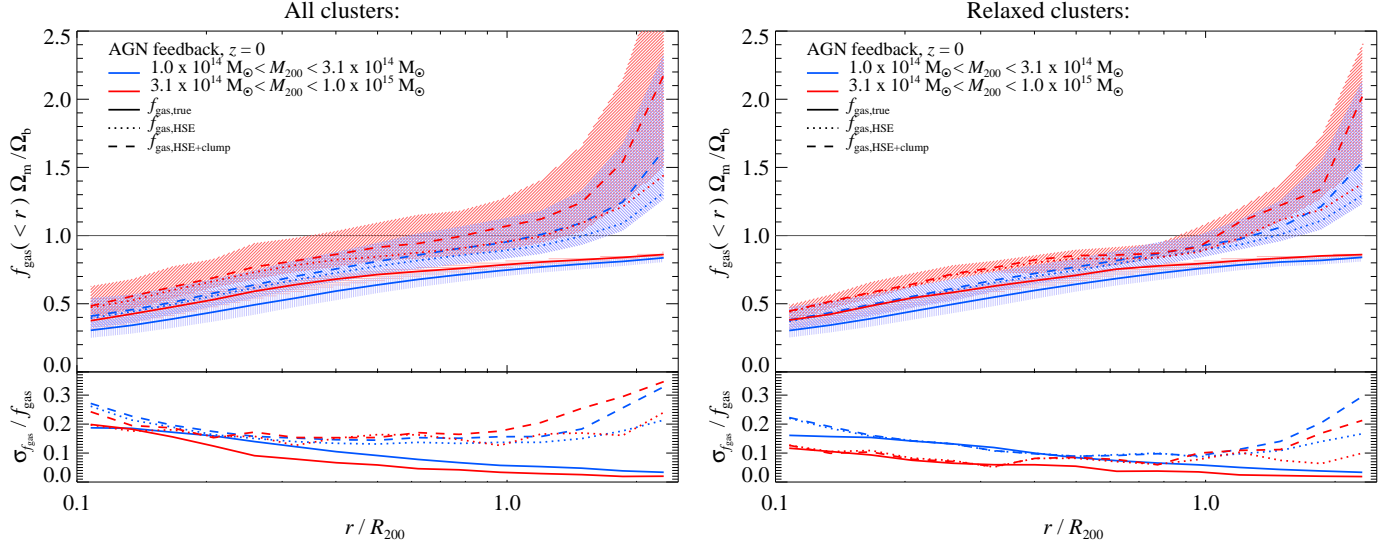 All clusters:
AGN feedback, z = 0
1.0 x 10^14 M⊙ < M200 < 3.1 x 10^14 M⊙
3.1 x 10^14 M⊙ < M200 < 1.0 x 10^15 M⊙
fgas,true
fgas,HSE
fgas,HSE+clump
fgas( < r ) Ωm / Ωb
2.5
2.0
1.5
1.0
0.5
0.0
σfgas / fgas
0.3
0.2
0.1
0.0
0.1
1.0
r / R200
Relaxed clusters:
AGN feedback, z = 0
1.0 x 10^14 M⊙ < M200 < 3.1 x 10^14 M⊙
3.1 x 10^14 M⊙ < M200 < 1.0 x 10^15 M⊙
fgas,true
fgas,HSE
fgas,HSE+clump
fgas( < r ) Ωm / Ωb
2.5
2.0
1.5
1.0
0.5
0.0
σfgas / fgas
0.3
0.2
0.1
0.0
0.1
1.0
r / R200